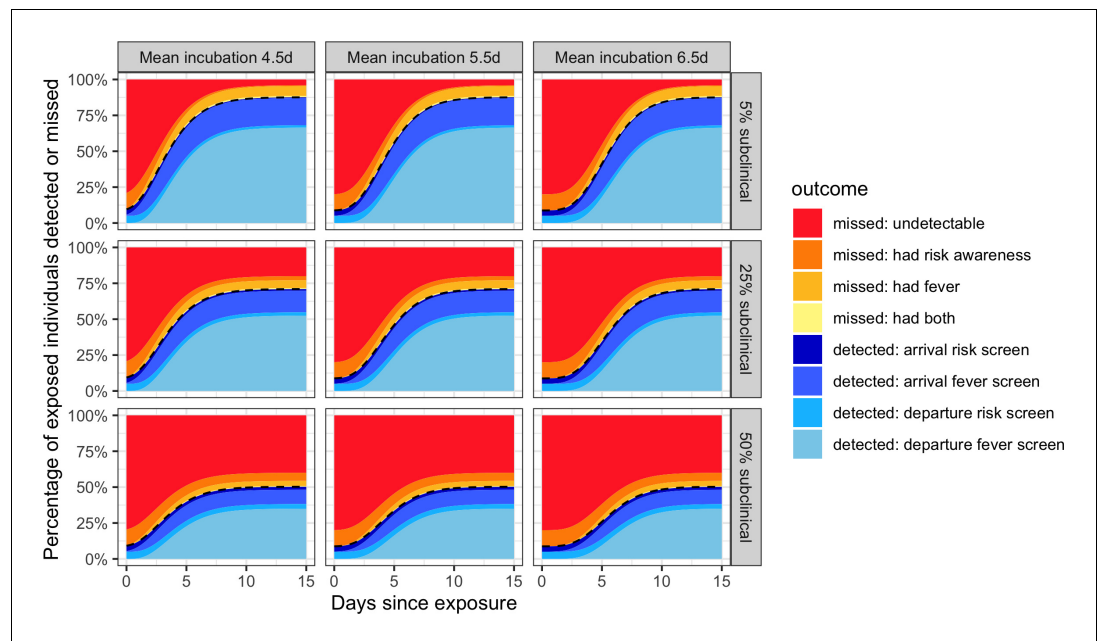 Mean incubation 4.5d
Mean incubation 5.5d
Mean incubation 6.5d
Percentage of exposed individuals detected or missed
100%
75%
50%
25%
0%
5% subclinical
100%
75%
50%
25%
0%
25% subclinical
100%
75%
50%
25%
0%
50% subclinical
0 5 10 15
0 5 10 15
0 5 10 15
Days since exposure
outcome
missed: undetectable
missed: had risk awareness
missed: had fever
missed: had both
detected: arrival risk screen
detected: arrival fever screen
detected: departure risk screen
detected: departure fever screen